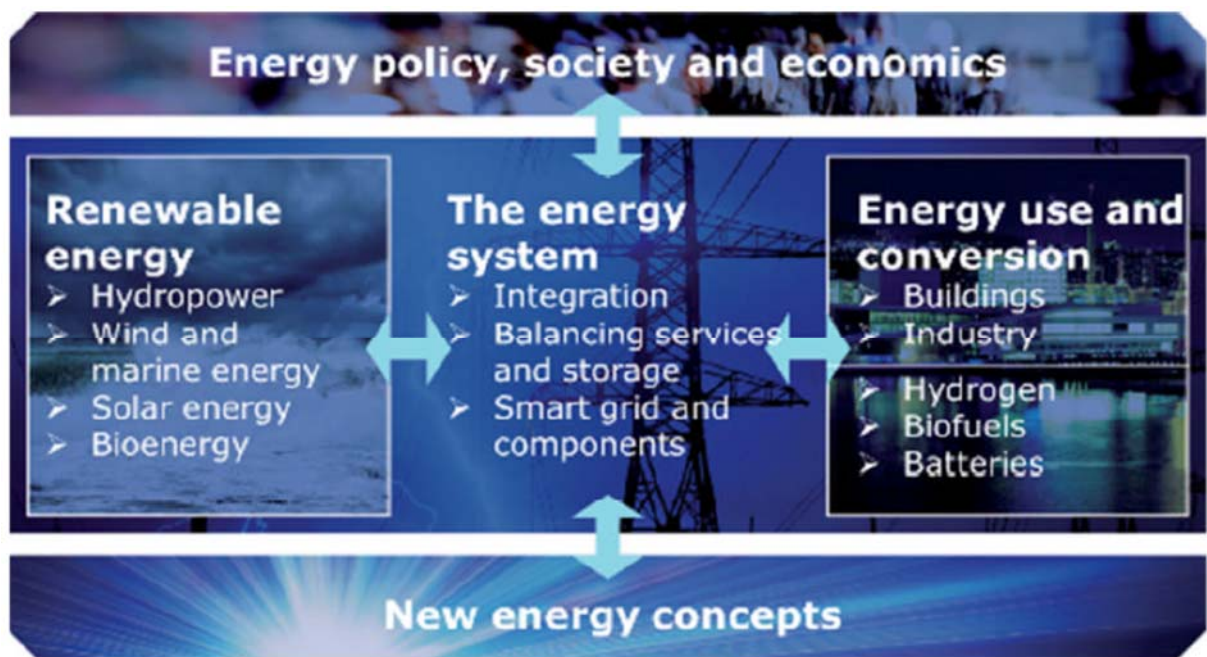 Energy policy, society and economics
Renewable
energy
➢ Hydropower
➢ Wind and
marine energy
➢ Solar energy
➢ Bioenergy
The energy
system
➢ Integration
➢ Balancing services
and storage
➢ Smart grid and
components
Energy use and
conversion
➢ Buildings
➢ Industry
➢ Hydrogen
➢ Biofuels
➢ Batteries
New energy concepts